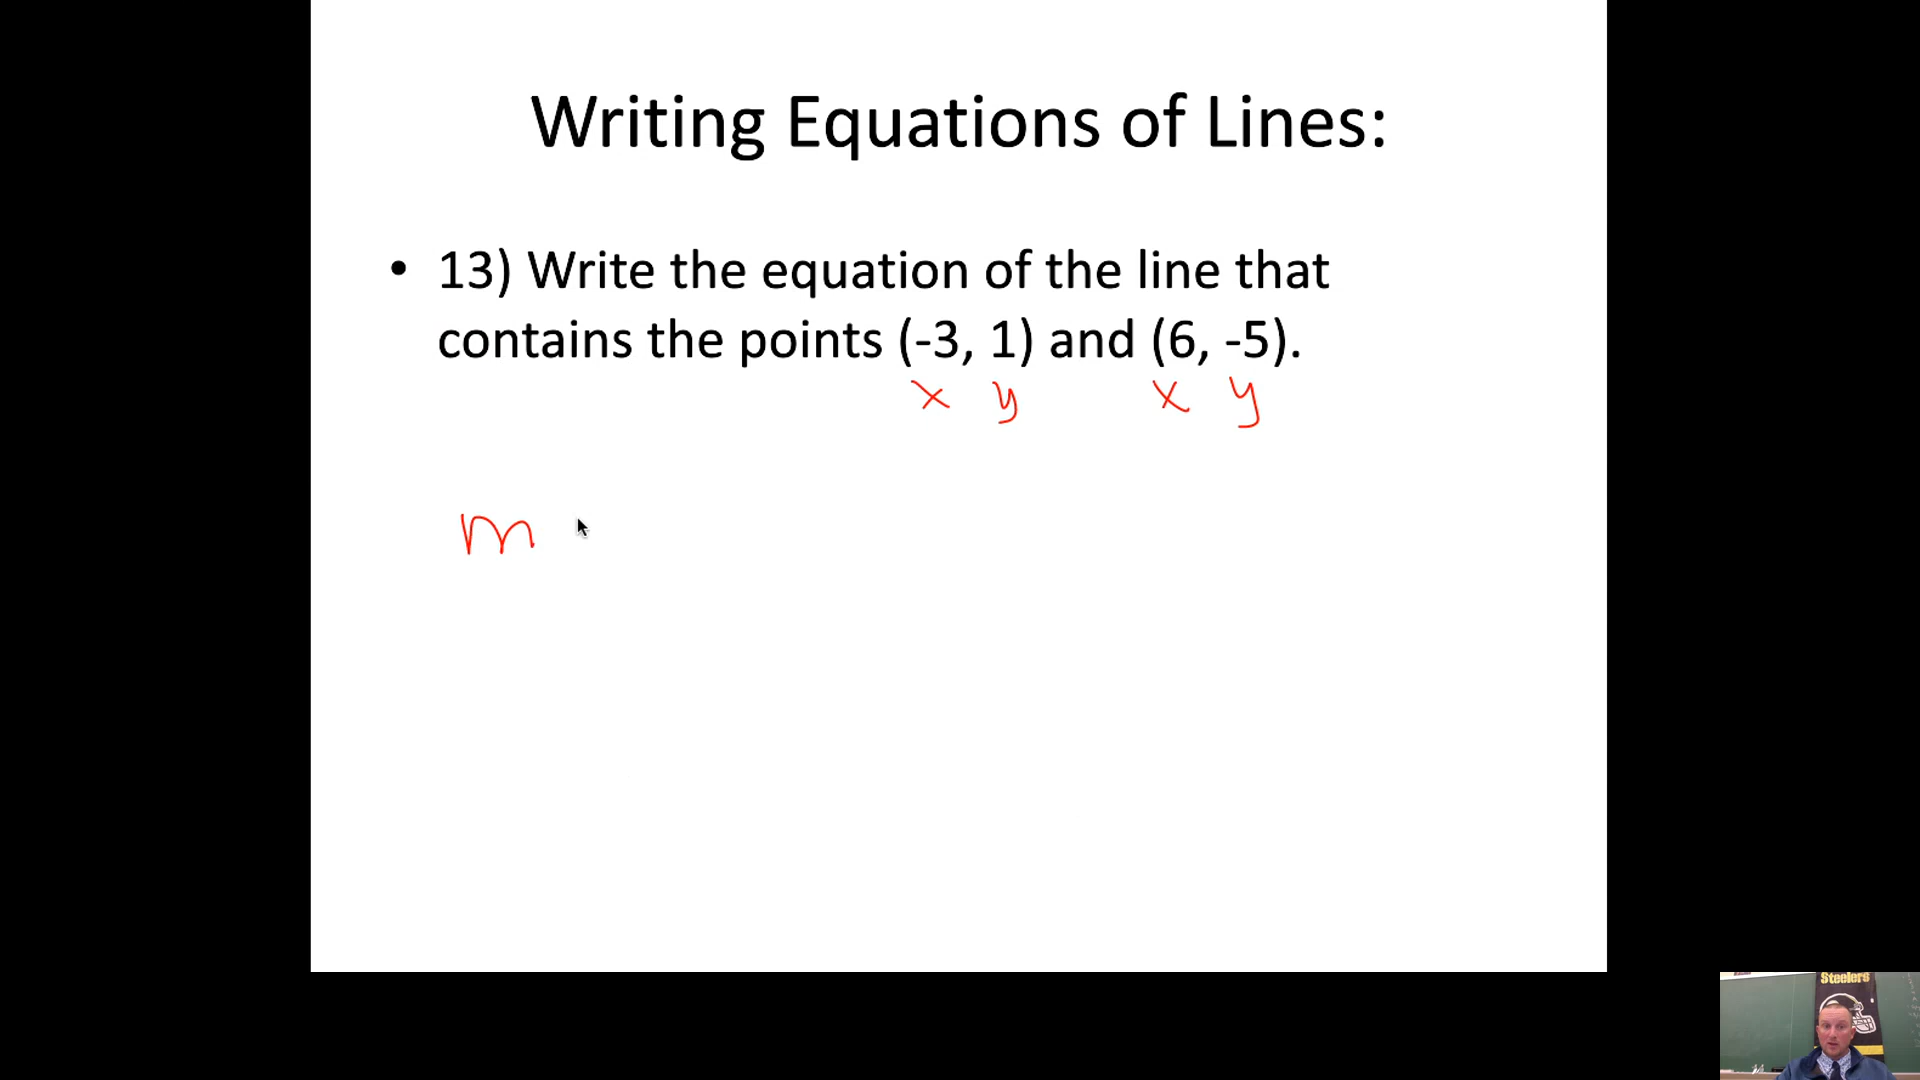 Writing Equations of Lines:
• 13) Write the equation of the line that
contains the points (-3, 1) and (6, -5).
x y x y
m
Steelers